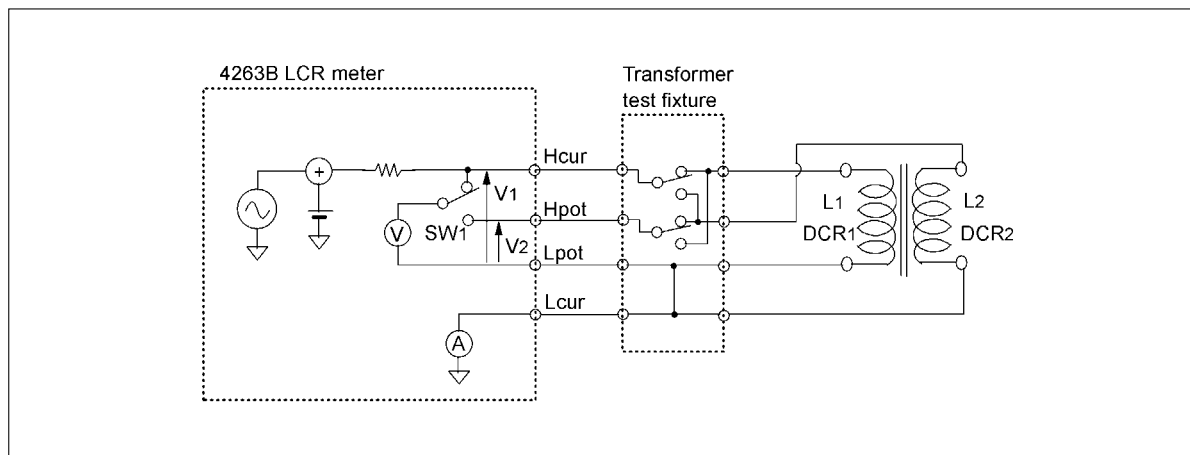 4263B LCR meter
Transformer
test fixture
Hcur
V1
Hpot
SW1
V
V2
Lpot
Lcur
A
L1
L2
DCR1
DCR2
+